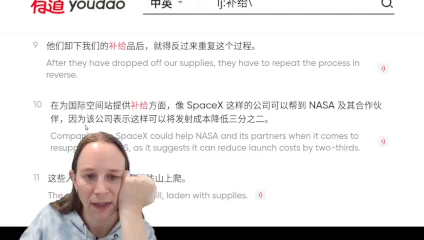 有道 youdao
中英
lj:补给\
9 他们卸下我们的补给品后，就得反过来重复这个过程。
After they have dropped off our supplies, they have to repeat the process in
reverse.
10 在为国际空间站提供补给方面，像 SpaceX 这样的公司可以帮到 NASA 及其合作伙
伴，因为该公司表示这样可以将发射成本降低三分之二。
SpaceX could help NASA and its partners when it comes to
as it suggests it can reduce launch costs by two-thirds.
11 这些人 山上爬。
The laden with supplies.